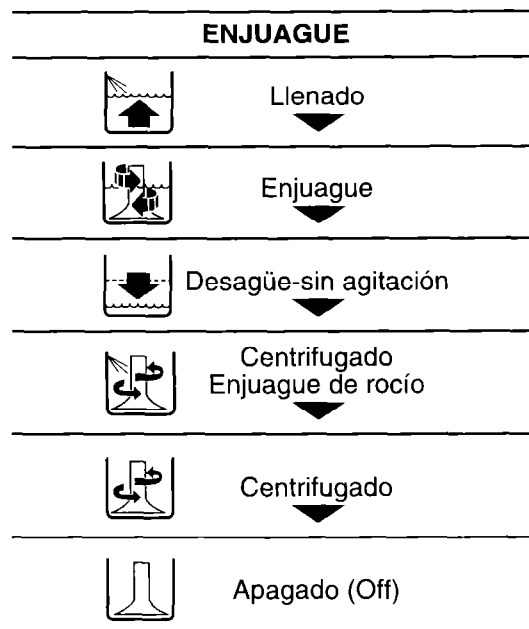 ENJUAGUE
Llenado
Enjuague
Desagüe-sin agitación
Centrifugado
Enjuague de rocío
Centrifugado
Apagado (Off)